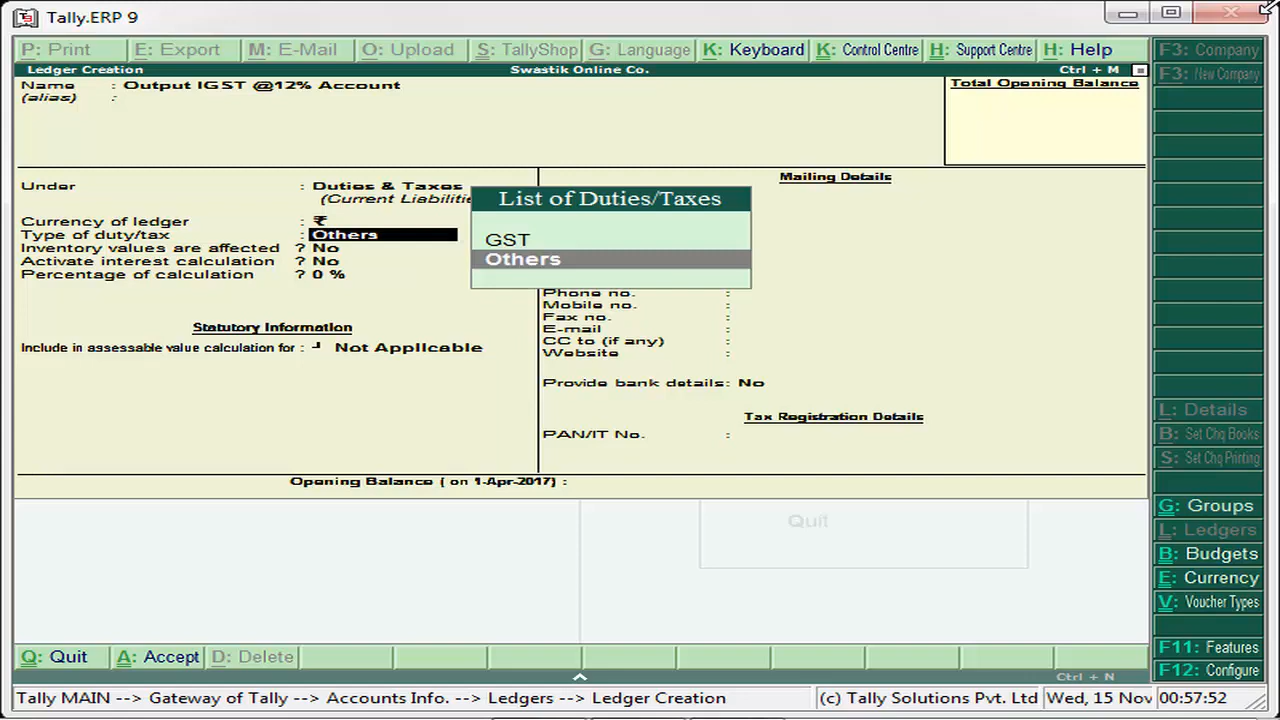 Tally.ERP 9
P: Print E: Export M: E-Mail O: Upload S: TallyShop G: Language K: Keyboard K: Control Centre H: Support Centre H: Help F3: Company
Ledger Creation Swastik Online Co. Ctrl + M F3: New Company
Name : Output IGST @12% Account Total Opening Balance
(alias) :
Mailing Details
Under : Duties & Taxes
(Current Liabilitie
List of Duties/Taxes
Currency of ledger : ₹
Type of duty/tax : Others
GST
Inventory values are affected ? No
Others
Activate interest calculation ? No
Percentage of calculation ? 0 %
Phone no. :
Mobile no. :
Fax no. :
E-mail :
CC to (if any) :
Website :
Statutory Information
Include in assessable value calculation for : ┘ Not Applicable
Provide bank details: No
Tax Registration Details
PAN/IT No. :
L: Details
B: Set Chq Books
S: Set Chq Printing
Opening Balance ( on 1-Apr-2017) :
Quit
G: Groups
L: Ledgers
B: Budgets
E: Currency
V: Voucher Types
F11: Features
Q: Quit A: Accept D: Delete
F12: Configure
Ctrl + N
Tally MAIN --> Gateway of Tally --> Accounts Info. --> Ledgers --> Ledger Creation (c) Tally Solutions Pvt. Ltd Wed, 15 Nov 00:57:52